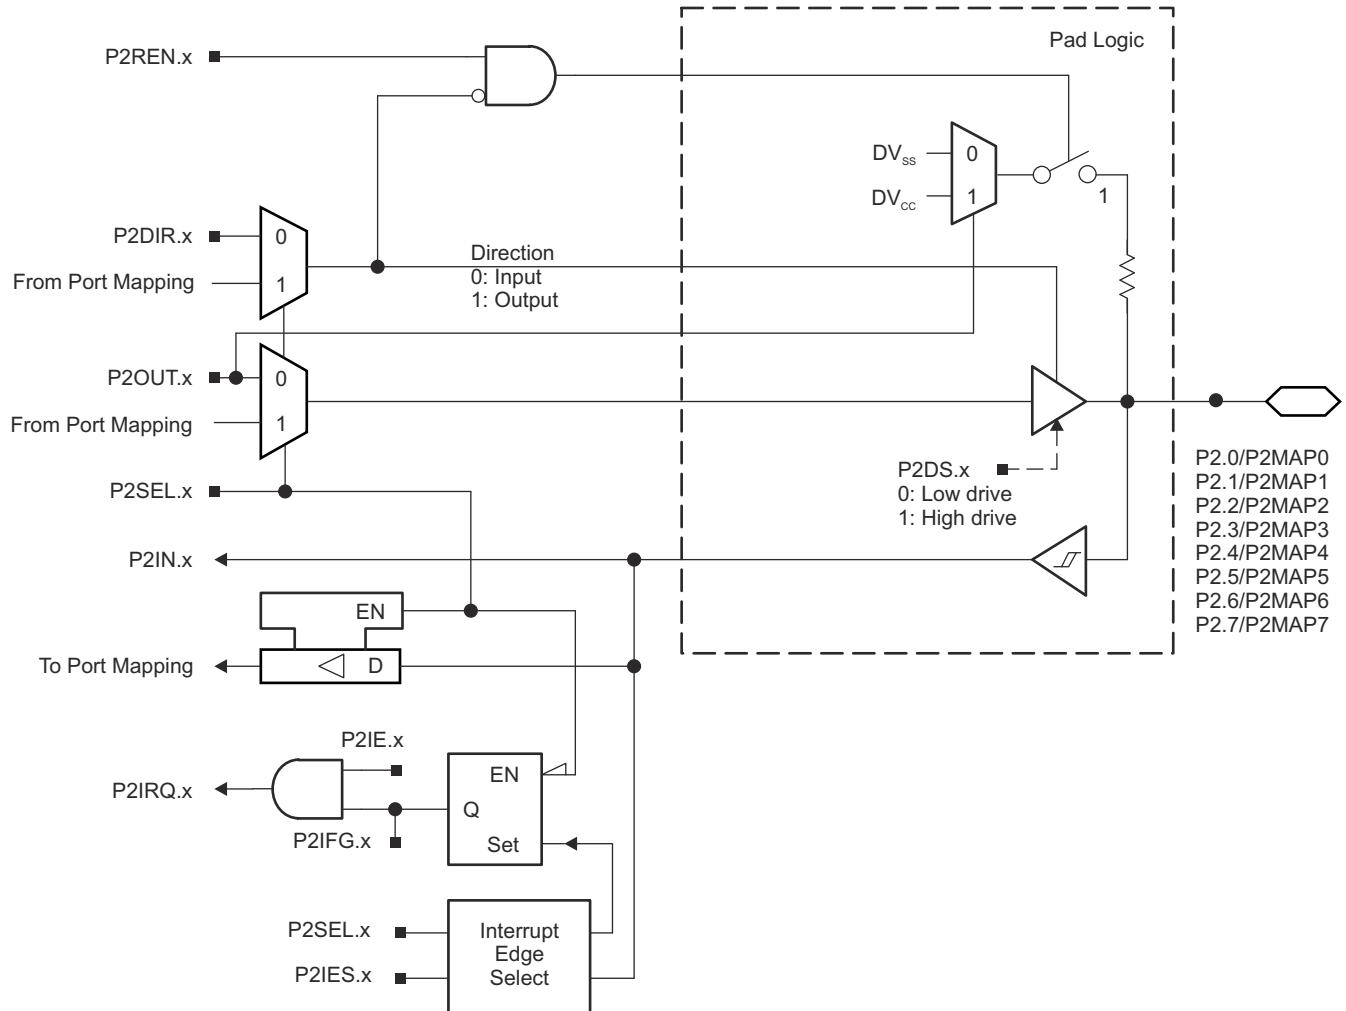 Pad Logic
P2REN.x
DVSS
0
DVCC
1
1
P2DIR.x
0
From Port Mapping
1
Direction
0: Input
1: Output
P2OUT.x
0
From Port Mapping
1
P2DS.x
0: Low drive
1: High drive
P2SEL.x
P2.0/P2MAP0
P2.1/P2MAP1
P2.2/P2MAP2
P2.3/P2MAP3
P2.4/P2MAP4
P2.5/P2MAP5
P2.6/P2MAP6
P2.7/P2MAP7
P2IN.x
EN
To Port Mapping
D
P2IE.x
P2IRQ.x
EN
Q
P2IFG.x
Set
P2SEL.x
P2IES.x
Interrupt
Edge
Select